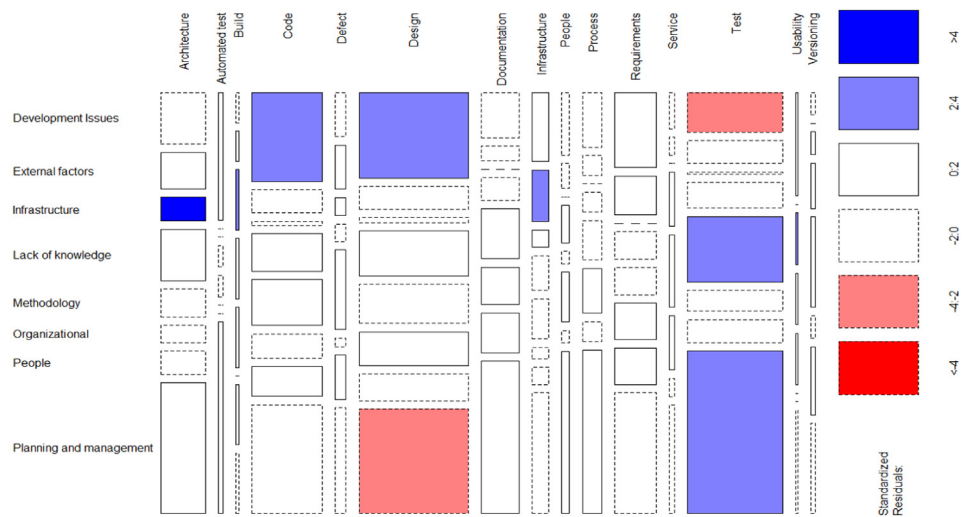 Architecture
Automated test
Build
Code
Defect
Design
Documentation
Infrastructure
People
Process
Requirements
Service
Test
Usability
Versioning
Development Issues
External factors
Infrastructure
Lack of knowledge
Methodology
Organizational
People
Planning and management
>4
2:4
0:2
-2:0
-4:-2
<-4
Standardized
Residuals: